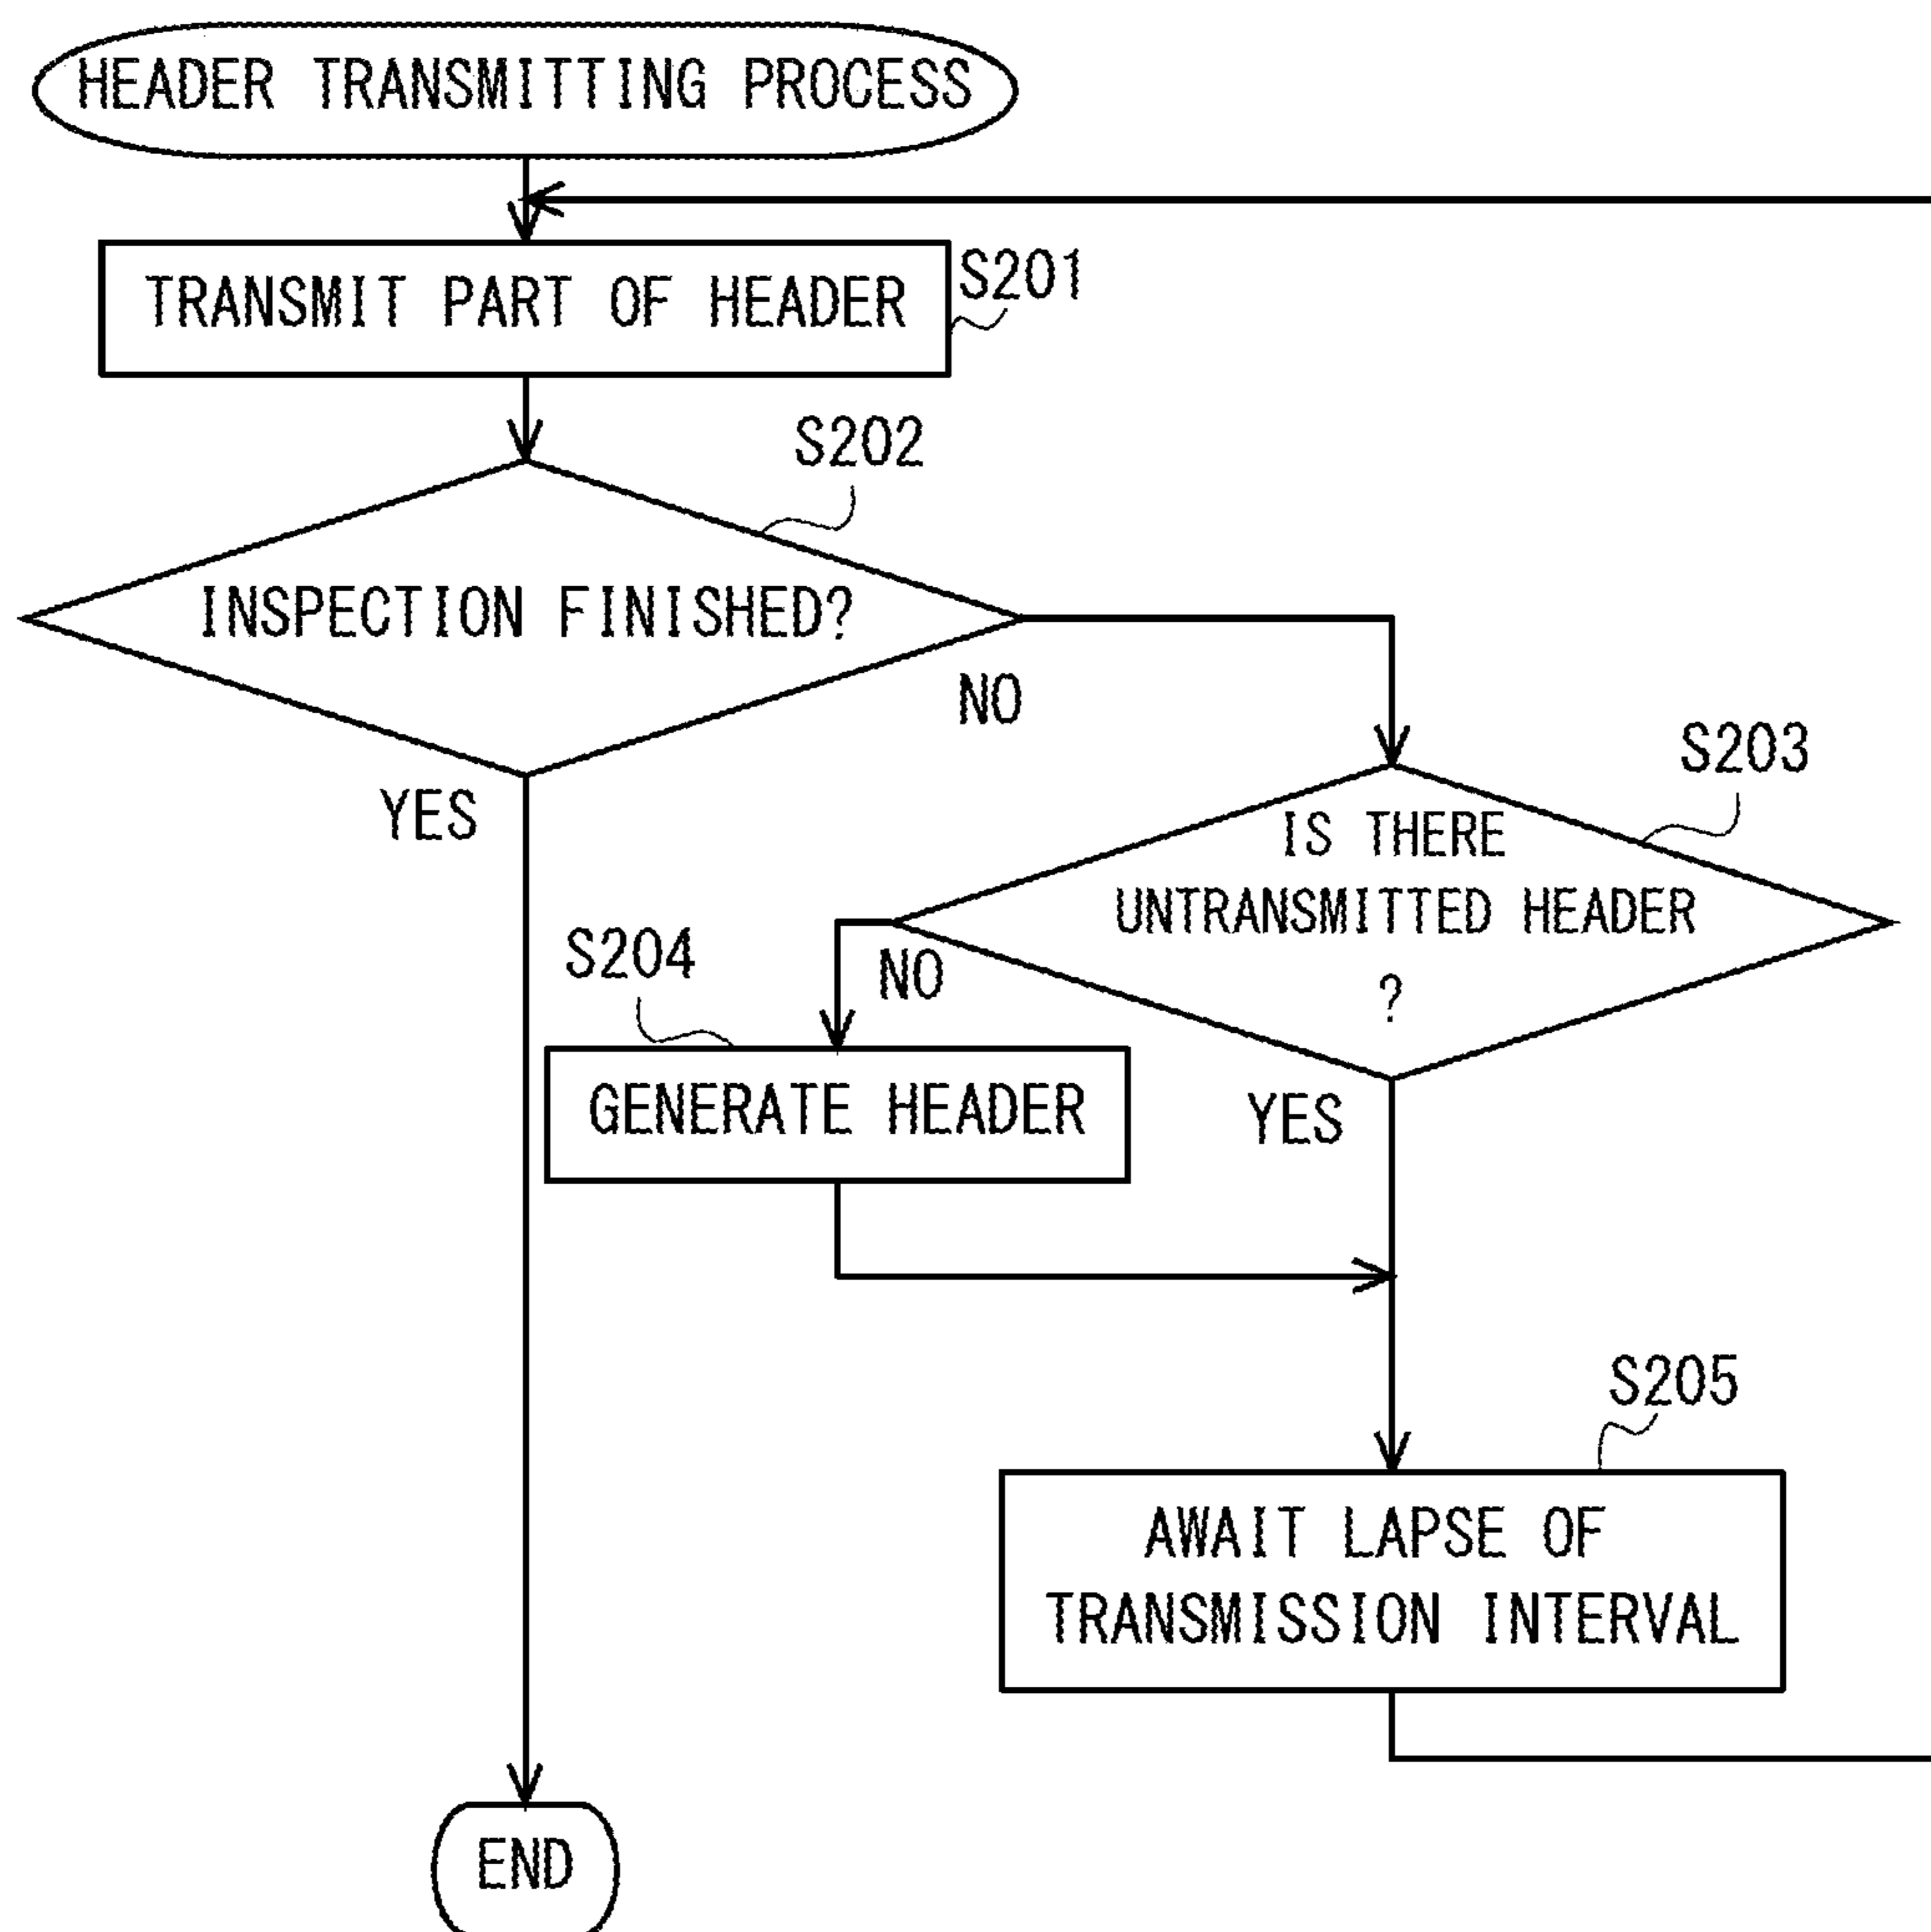 HEADER TRANSMITTING PROCESS
TRANSMIT PART OF HEADER
S201
S202
INSPECTION FINISHED?
NO
YES
S203
IS THERE
UNTRANSMITTED HEADER
?
S204
NO
GENERATE HEADER
YES
S205
AWAIT LAPSE OF
TRANSMISSION INTERVAL
END